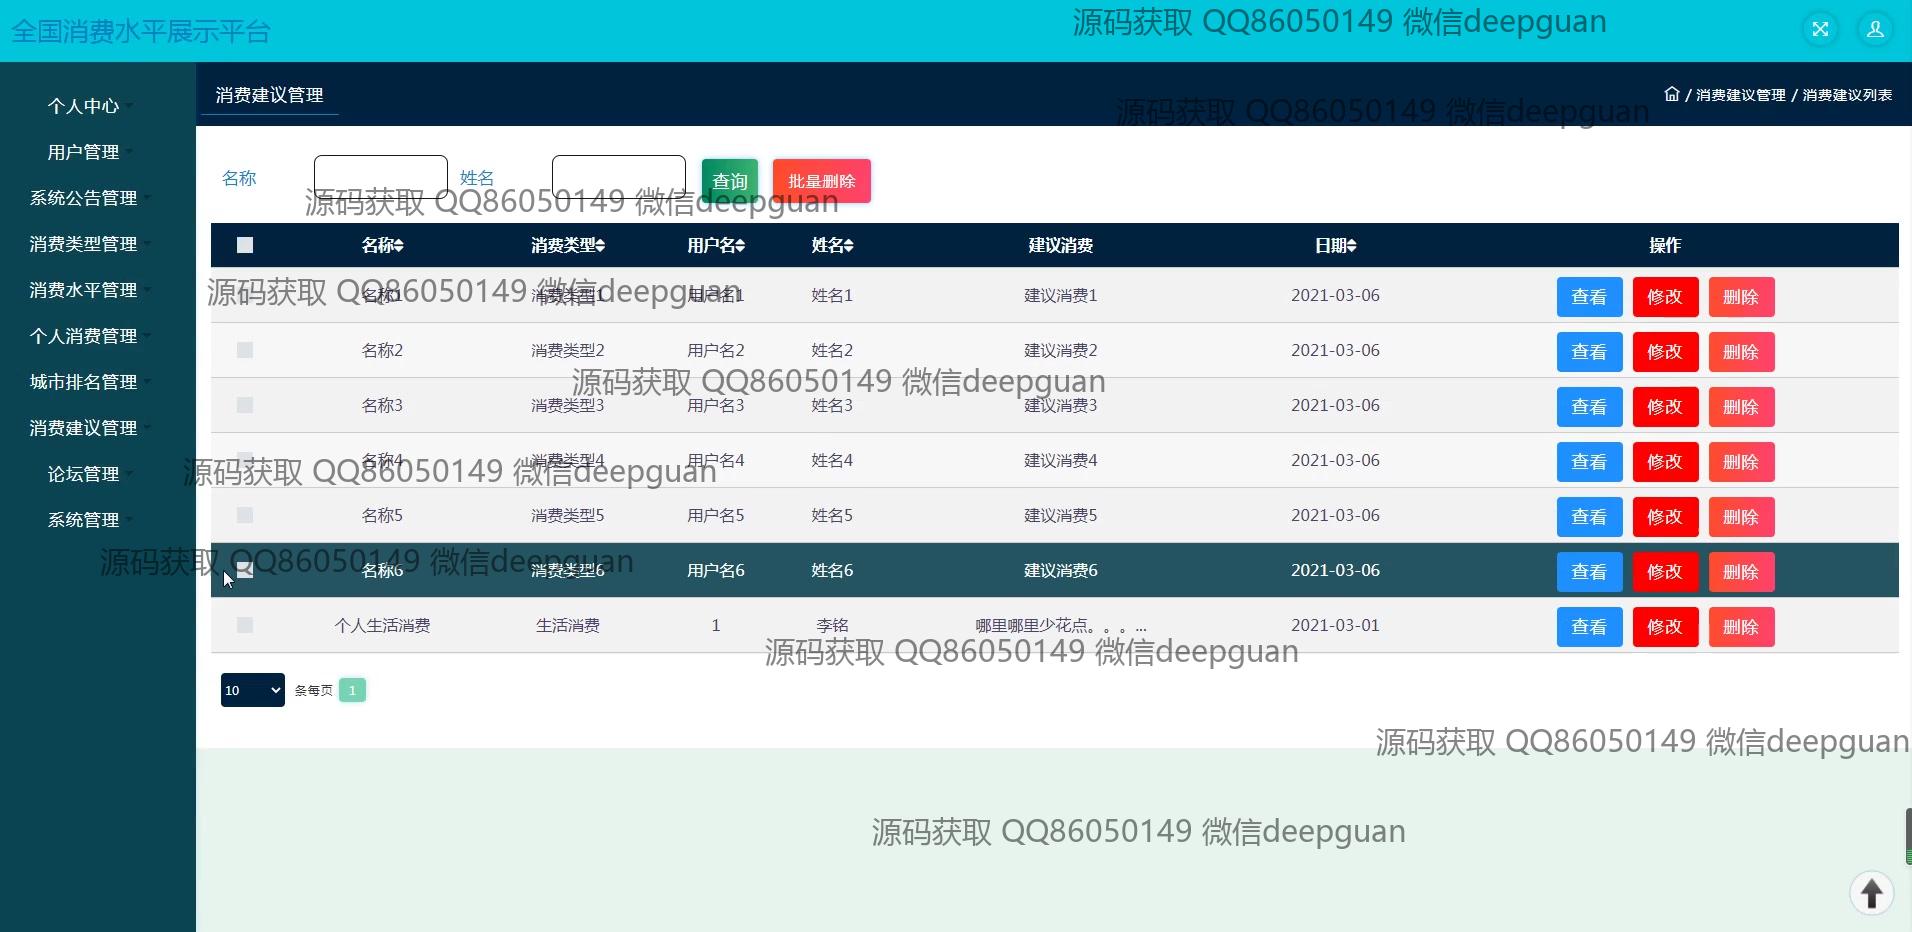 全国消费水平展示平台
源码获取 QQ86050149 微信deepguan
个人中心
用户管理
系统公告管理
消费类型管理
消费水平管理
个人消费管理
城市排名管理
消费建议管理
论坛管理
系统管理
消费建议管理
/ 消费建议管理 / 消费建议列表
源码获取 QQ86050149 微信deepguan
名称 姓名 查询 批量删除
源码获取 QQ86050149 微信deepguan
名称 消费类型 用户名 姓名 建议消费 日期 操作
名称1 消费类型1 用户名1 姓名1 建议消费1 2021-03-06 查看 修改 删除
源码获取 QQ86050149 微信deepguan
名称2 消费类型2 用户名2 姓名2 建议消费2 2021-03-06 查看 修改 删除
源码获取 QQ86050149 微信deepguan
名称3 消费类型3 用户名3 姓名3 建议消费3 2021-03-06 查看 修改 删除
名称4 消费类型4 用户名4 姓名4 建议消费4 2021-03-06 查看 修改 删除
源码获取 QQ86050149 微信deepguan
名称5 消费类型5 用户名5 姓名5 建议消费5 2021-03-06 查看 修改 删除
源码获取 QQ86050149 微信deepguan
名称6 消费类型6 用户名6 姓名6 建议消费6 2021-03-06 查看 修改 删除
个人生活消费 生活消费 1 李铭 哪里哪里少花点。。。... 2021-03-01 查看 修改 删除
源码获取 QQ86050149 微信deepguan
10 条每页 1
源码获取 QQ86050149 微信deepguan
源码获取 QQ86050149 微信deepguan